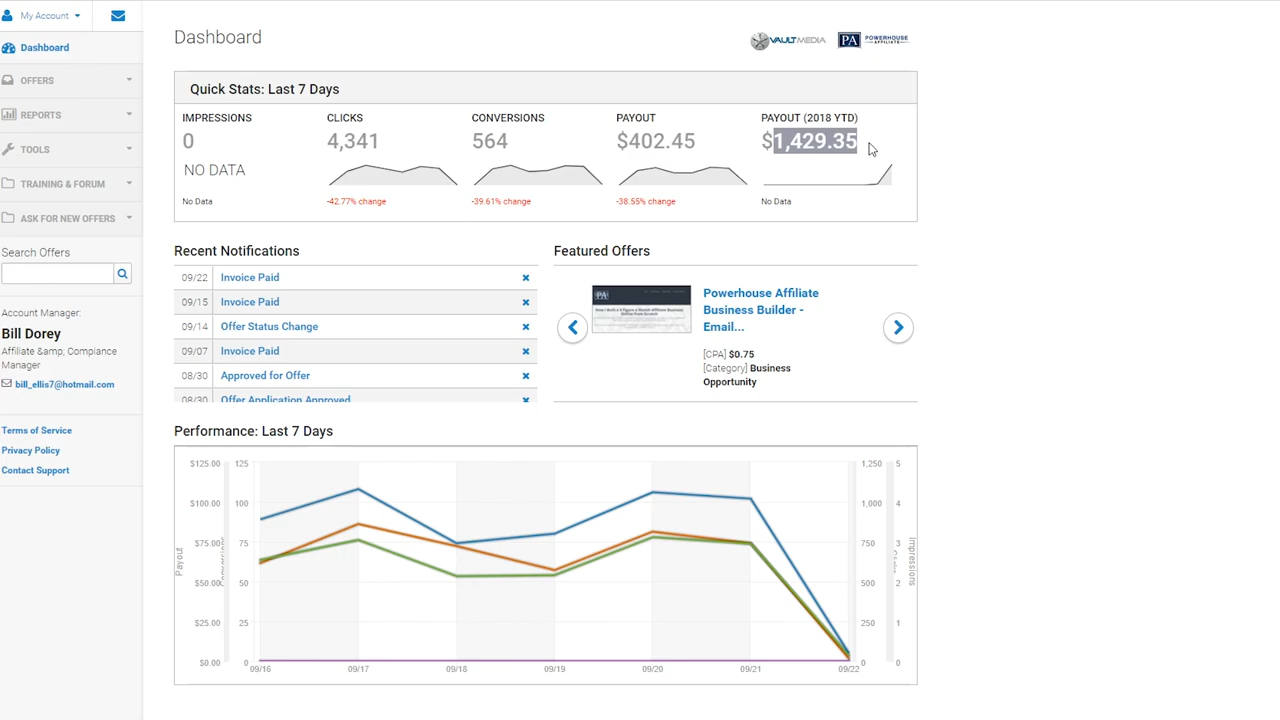 My Account
Dashboard
OFFERS
REPORTS
TOOLS
TRAINING & FORUM
ASK FOR NEW OFFERS
Search Offers
Account Manager:
Bill Dorey
Affiliate &amp; Compliance
Manager
bill_ellis7@hotmail.com
Terms of Service
Privacy Policy
Contact Support
Dashboard
VAULTMEDIA
PA POWERHOUSE
AFFILIATE
Quick Stats: Last 7 Days
IMPRESSIONS CLICKS CONVERSIONS PAYOUT PAYOUT (2018 YTD)
0 4,341 564 $402.45 $1,429.35
NO DATA
No Data -42.77% change -39.61% change -38.55% change No Data
Recent Notifications
09/22 Invoice Paid
09/15 Invoice Paid
09/14 Offer Status Change
09/07 Invoice Paid
08/30 Approved for Offer
08/30 Offer Application Approved
Featured Offers
PA
Powerhouse Affiliate
Business Builder -
Email...
[CPA] $0.75
[Category] Business
Opportunity
Performance: Last 7 Days
$125.00 125 1,250 5
$100.00 100 1,000 4
$75.00 75 750 3
$50.00 50 500 2
$25.00 25 250 1
$0.00 0 0 0
Payout
Impressions
09/16 09/17 09/18 09/19 09/20 09/21 09/22